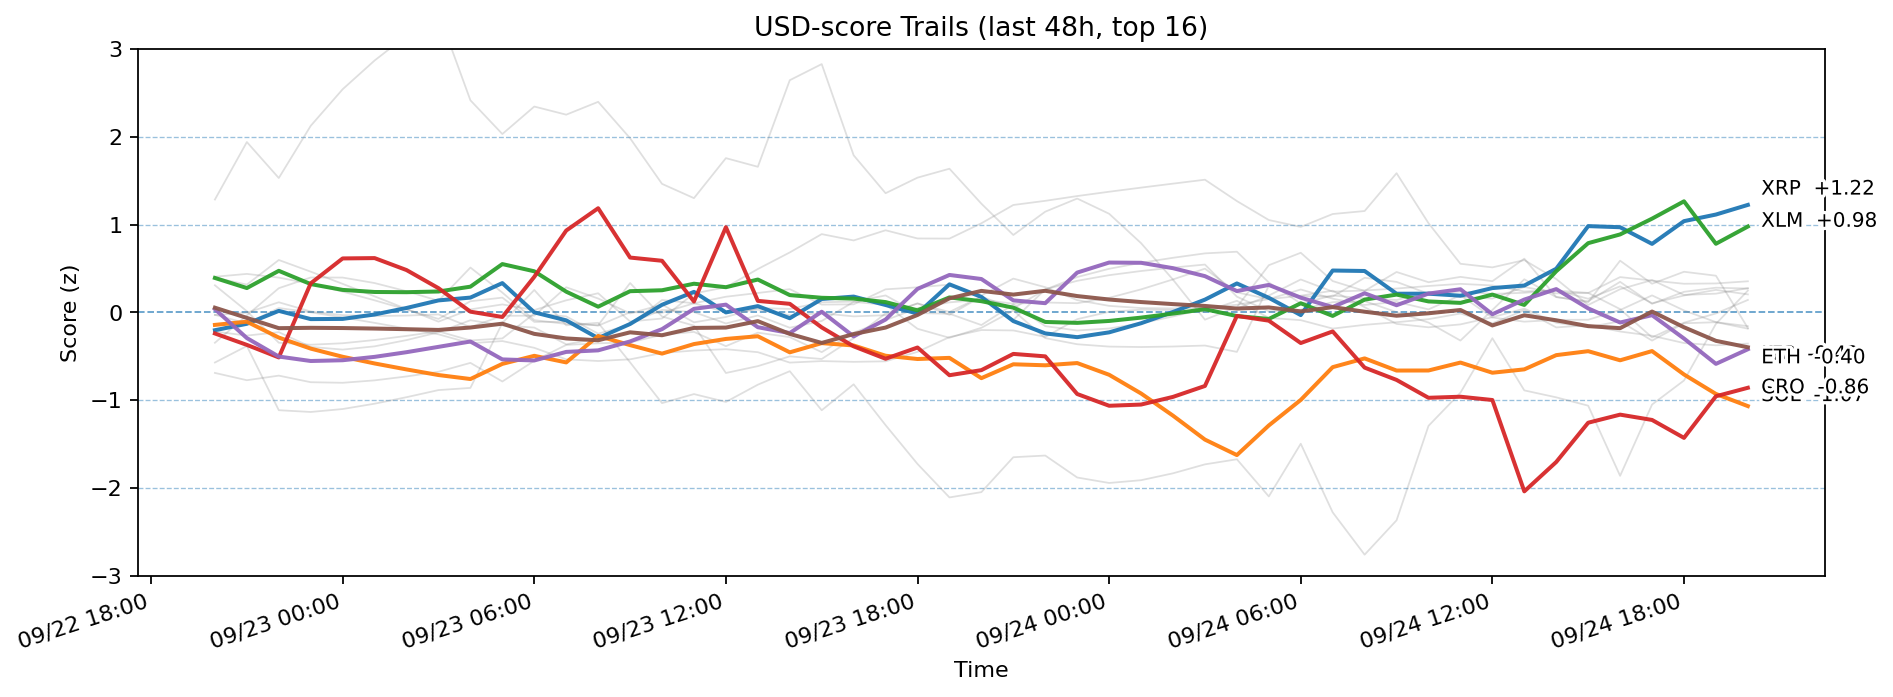 USD-score Trails (last 48h, top 16)
3
2
1
0
−1
−2
−3
Score (z)
XRP +1.22
XLM +0.98
ETH -0.40
CRO -0.86
-1.07
09/22 18:00
09/23 00:00
09/23 06:00
09/23 12:00
09/23 18:00
09/24 00:00
09/24 06:00
09/24 12:00
09/24 18:00
Time